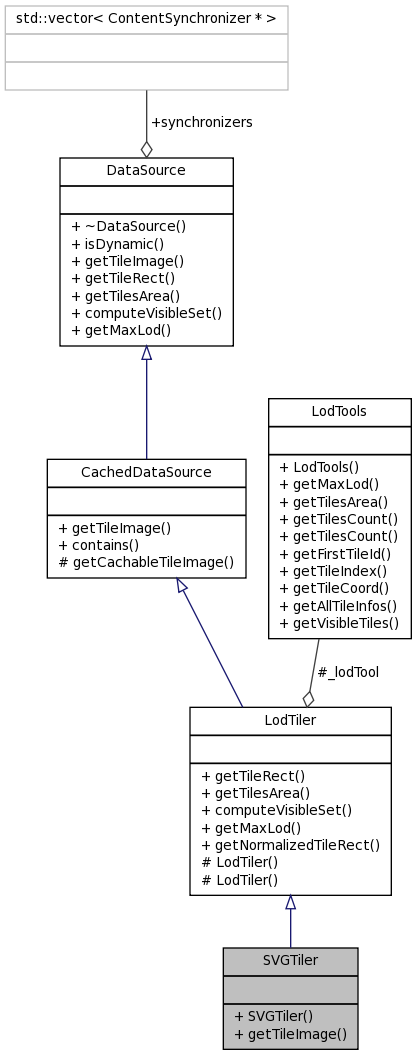 std::vector< ContentSynchronizer * >
+synchronizers
DataSource
+ ~DataSource()
+ isDynamic()
+ getTileImage()
+ getTileRect()
+ getTilesArea()
+ computeVisibleSet()
+ getMaxLod()
CachedDataSource
+ getTileImage()
+ contains()
# getCachableTileImage()
LodTools
+ LodTools()
+ getMaxLod()
+ getTilesArea()
+ getTilesCount()
+ getTilesCount()
+ getFirstTileId()
+ getTileIndex()
+ getTileCoord()
+ getAllTileInfos()
+ getVisibleTiles()
#_lodTool
LodTiler
+ getTileRect()
+ getTilesArea()
+ computeVisibleSet()
+ getMaxLod()
+ getNormalizedTileRect()
# LodTiler()
# LodTiler()
SVGTiler
+ SVGTiler()
+ getTileImage()